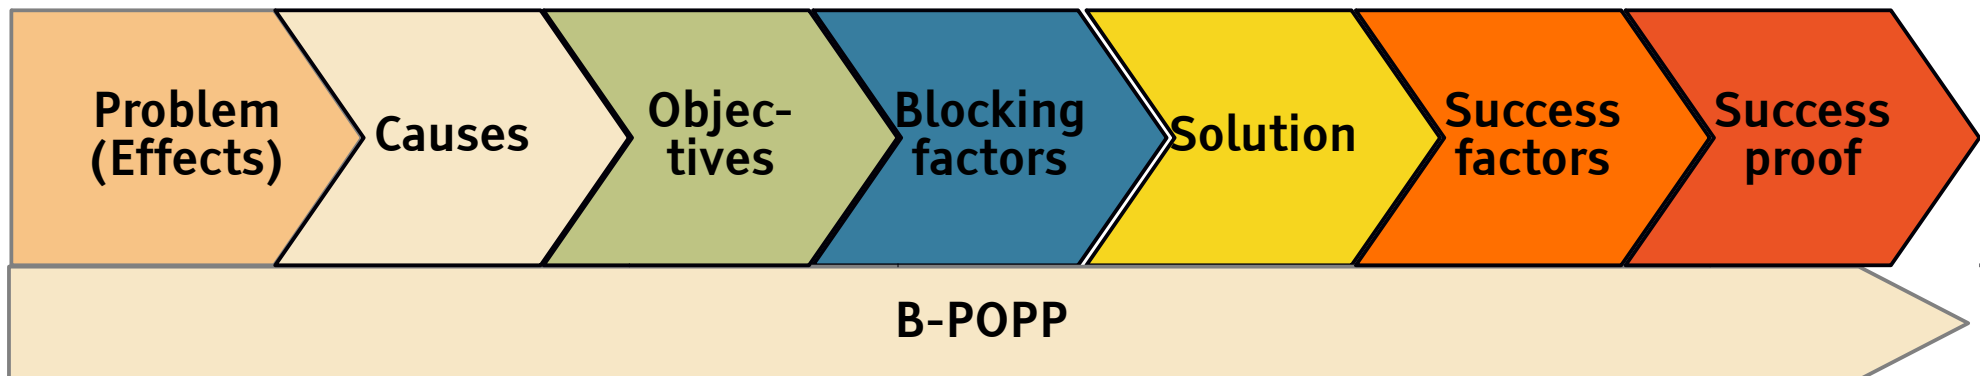 Problem
(Effects)
Causes
Objec-
tives
Blocking
factors
Solution
Success
factors
Success
proof
B-POPP